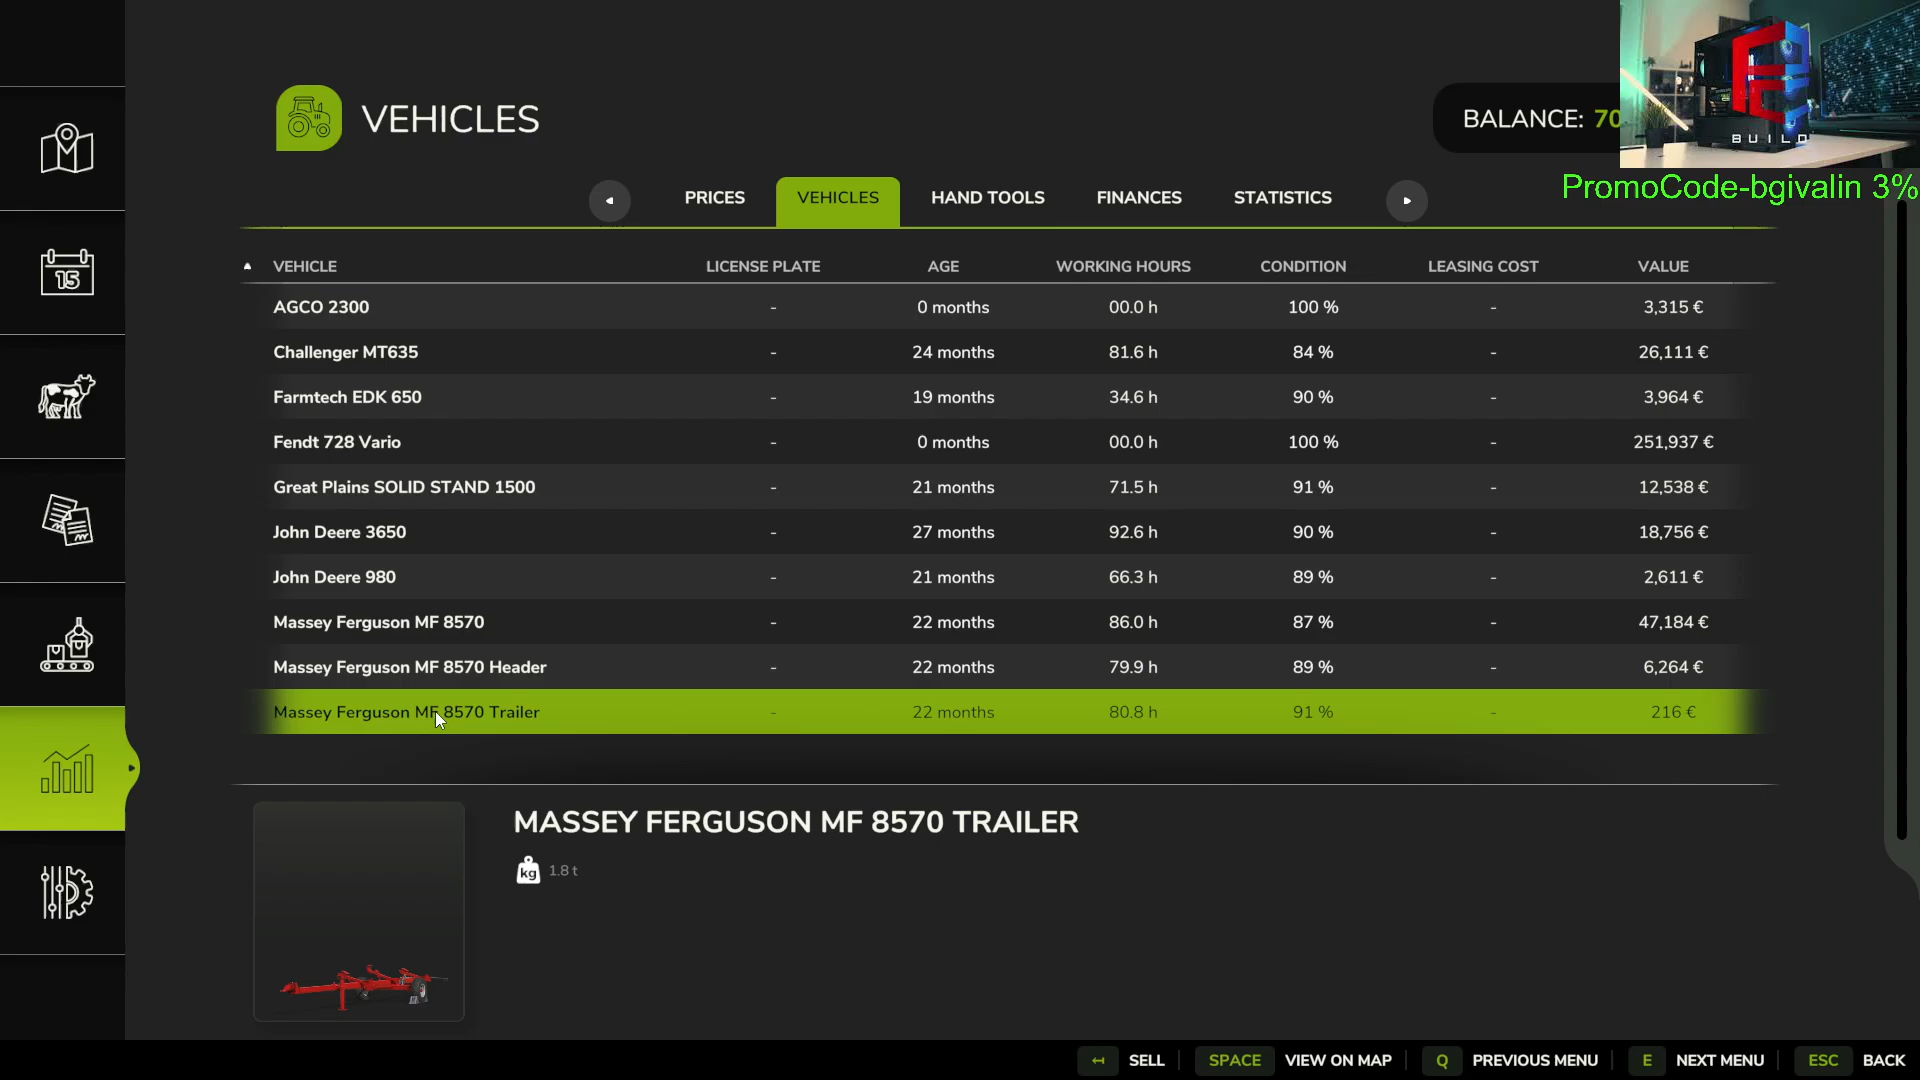 VEHICLES
BALANCE: 70
BUILD
PromoCode-bgivalin 3%
PRICES VEHICLES HAND TOOLS FINANCES STATISTICS
VEHICLE LICENSE PLATE AGE WORKING HOURS CONDITION LEASING COST VALUE
AGCO 2300 - 0 months 00.0 h 100 % - 3,315 €
Challenger MT635 - 24 months 81.6 h 84 % - 26,111 €
Farmtech EDK 650 - 19 months 34.6 h 90 % - 3,964 €
Fendt 728 Vario - 0 months 00.0 h 100 % - 251,937 €
Great Plains SOLID STAND 1500 - 21 months 71.5 h 91 % - 12,538 €
John Deere 3650 - 27 months 92.6 h 90 % - 18,756 €
John Deere 980 - 21 months 66.3 h 89 % - 2,611 €
Massey Ferguson MF 8570 - 22 months 86.0 h 87 % - 47,184 €
Massey Ferguson MF 8570 Header - 22 months 79.9 h 89 % - 6,264 €
Massey Ferguson MF 8570 Trailer - 22 months 80.8 h 91 % - 216 €
15
MASSEY FERGUSON MF 8570 TRAILER
kg 1.8 t
SELL SPACE VIEW ON MAP Q PREVIOUS MENU E NEXT MENU ESC BACK